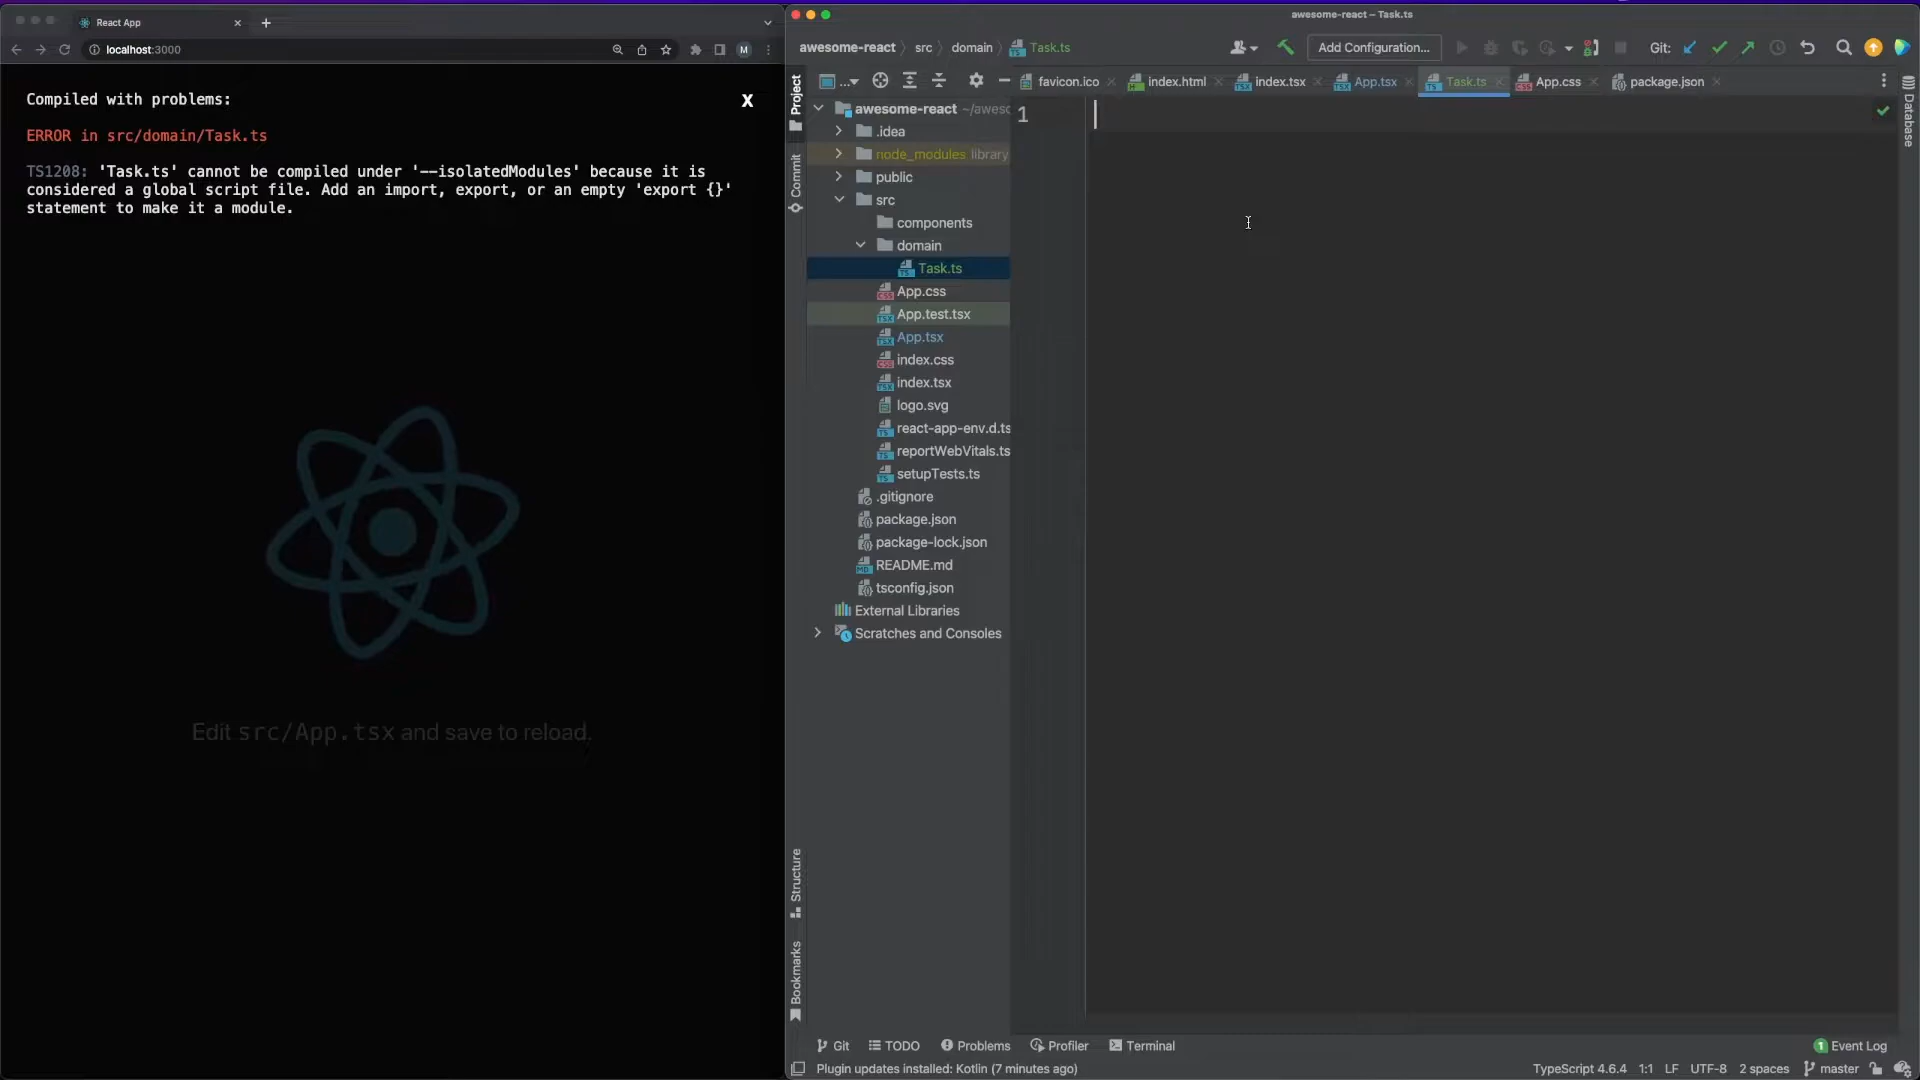 React App
localhost:3000
M
Compiled with problems:
X
ERROR in src/domain/Task.ts
TS1208: 'Task.ts' cannot be compiled under '--isolatedModules' because it is
considered a global script file. Add an import, export, or an empty 'export {}'
statement to make it a module.
Edit src/App.tsx and save to reload.
awesome-react – Task.ts
awesome-react
src
domain
Task.ts
Add Configuration...
Git:
Project
Commit
Structure
Bookmarks
...
favicon.ico
index.html
index.tsx
App.tsx
Task.ts
App.css
package.json
Database
awesome-react ~/awesc
.idea
node_modules library
public
src
components
domain
Task.ts
App.css
App.test.tsx
App.tsx
index.css
index.tsx
logo.svg
react-app-env.d.ts
reportWebVitals.ts
setupTests.ts
.gitignore
package.json
package-lock.json
README.md
tsconfig.json
External Libraries
Scratches and Consoles
1
Git
TODO
Problems
Profiler
Terminal
1 Event Log
Plugin updates installed: Kotlin (7 minutes ago)
TypeScript 4.6.4
1:1
LF
UTF-8
2 spaces
master